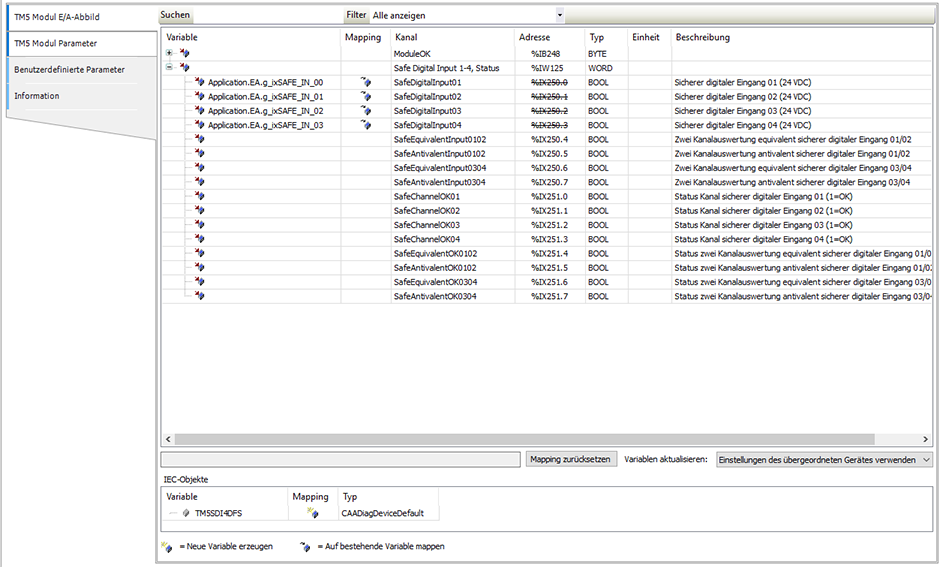 TM5 Modul E/A-Abbild
TM5 Modul Parameter
Benutzerdefinierte Parameter
Information
Suchen Filter Alle anzeigen
Variable Mapping Kanal Adresse Typ Einheit Beschreibung
ModuleOK %IB248 BYTE
Safe Digital Input 1-4, Status %IW125 WORD
Application.EA.g_ixSAFE_IN_00 SafeDigitalInput01 %IX250.0 BOOL Sicherer digitaler Eingang 01 (24 VDC)
Application.EA.g_ixSAFE_IN_01 SafeDigitalInput02 %IX250.1 BOOL Sicherer digitaler Eingang 02 (24 VDC)
Application.EA.g_ixSAFE_IN_02 SafeDigitalInput03 %IX250.2 BOOL Sicherer digitaler Eingang 03 (24 VDC)
Application.EA.g_ixSAFE_IN_03 SafeDigitalInput04 %IX250.3 BOOL Sicherer digitaler Eingang 04 (24 VDC)
SafeEquivalentInput0102 %IX250.4 BOOL Zwei Kanalauswertung equivalent sicherer digitaler Eingang 01/02
SafeAntivalentInput0102 %IX250.5 BOOL Zwei Kanalauswertung antivalent sicherer digitaler Eingang 01/02
SafeEquivalentInput0304 %IX250.6 BOOL Zwei Kanalauswertung equivalent sicherer digitaler Eingang 03/04
SafeAntivalentInput0304 %IX250.7 BOOL Zwei Kanalauswertung antivalent sicherer digitaler Eingang 03/04
SafeChannelOK01 %IX251.0 BOOL Status Kanal sicherer digitaler Eingang 01 (1=OK)
SafeChannelOK02 %IX251.1 BOOL Status Kanal sicherer digitaler Eingang 02 (1=OK)
SafeChannelOK03 %IX251.2 BOOL Status Kanal sicherer digitaler Eingang 03 (1=OK)
SafeChannelOK04 %IX251.3 BOOL Status Kanal sicherer digitaler Eingang 04 (1=OK)
SafeEquivalentOK0102 %IX251.4 BOOL Status zwei Kanalauswertung equivalent sicherer digitaler Eingang 01/0
SafeAntivalentOK0102 %IX251.5 BOOL Status zwei Kanalauswertung antivalent sicherer digitaler Eingang 01/02
SafeEquivalentOK0304 %IX251.6 BOOL Status zwei Kanalauswertung equivalent sicherer digitaler Eingang 03/0
SafeAntivalentOK0304 %IX251.7 BOOL Status zwei Kanalauswertung antivalent sicherer digitaler Eingang 03/04
Mapping zurücksetzen Variablen aktualisieren: Einstellungen des übergeordneten Gerätes verwenden
IEC-Objekte
Variable Mapping Typ
TM5SDI4DFS CAADiagDeviceDefault
= Neue Variable erzeugen = Auf bestehende Variable mappen